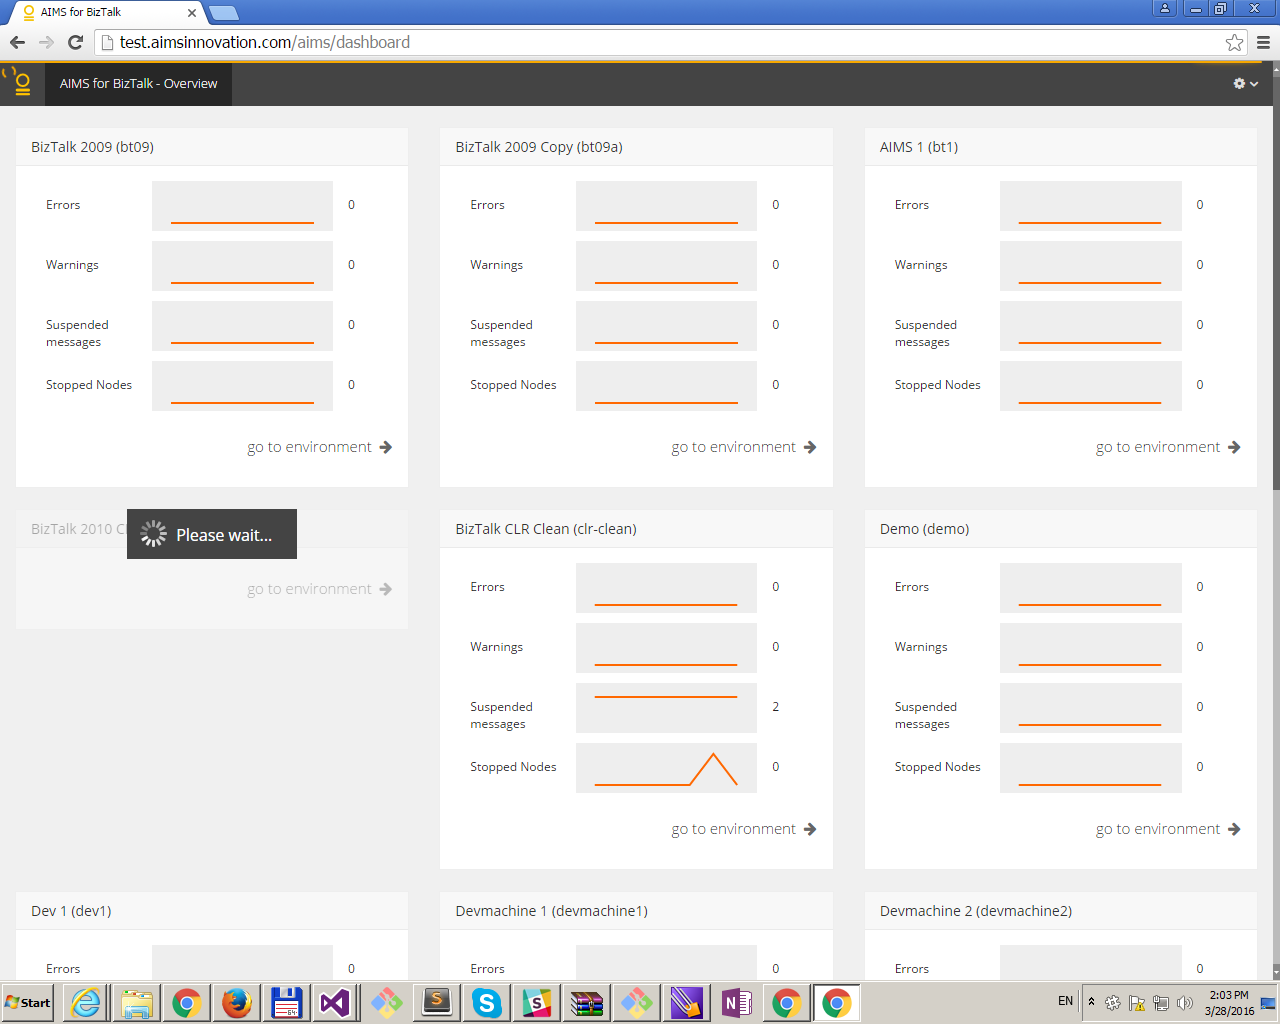 AIMS for BizTalk
test.aimsinnovation.com/aims/dashboard
AIMS for BizTalk - Overview
BizTalk 2009 (bt09)
Errors 0
Warnings 0
Suspended messages 0
Stopped Nodes 0
go to environment
BizTalk 2009 Copy (bt09a)
Errors 0
Warnings 0
Suspended messages 0
Stopped Nodes 0
go to environment
AIMS 1 (bt1)
Errors 0
Warnings 0
Suspended messages 0
Stopped Nodes 0
go to environment
BizTalk 2010
Please wait...
go to environment
BizTalk CLR Clean (clr-clean)
Errors 0
Warnings 0
Suspended messages 2
Stopped Nodes 0
go to environment
Demo (demo)
Errors 0
Warnings 0
Suspended messages 0
Stopped Nodes 0
go to environment
Dev 1 (dev1)
Errors 0
Devmachine 1 (devmachine1)
Errors 0
Devmachine 2 (devmachine2)
Errors 0
Start
64
EN
2:03 PM
3/28/2016